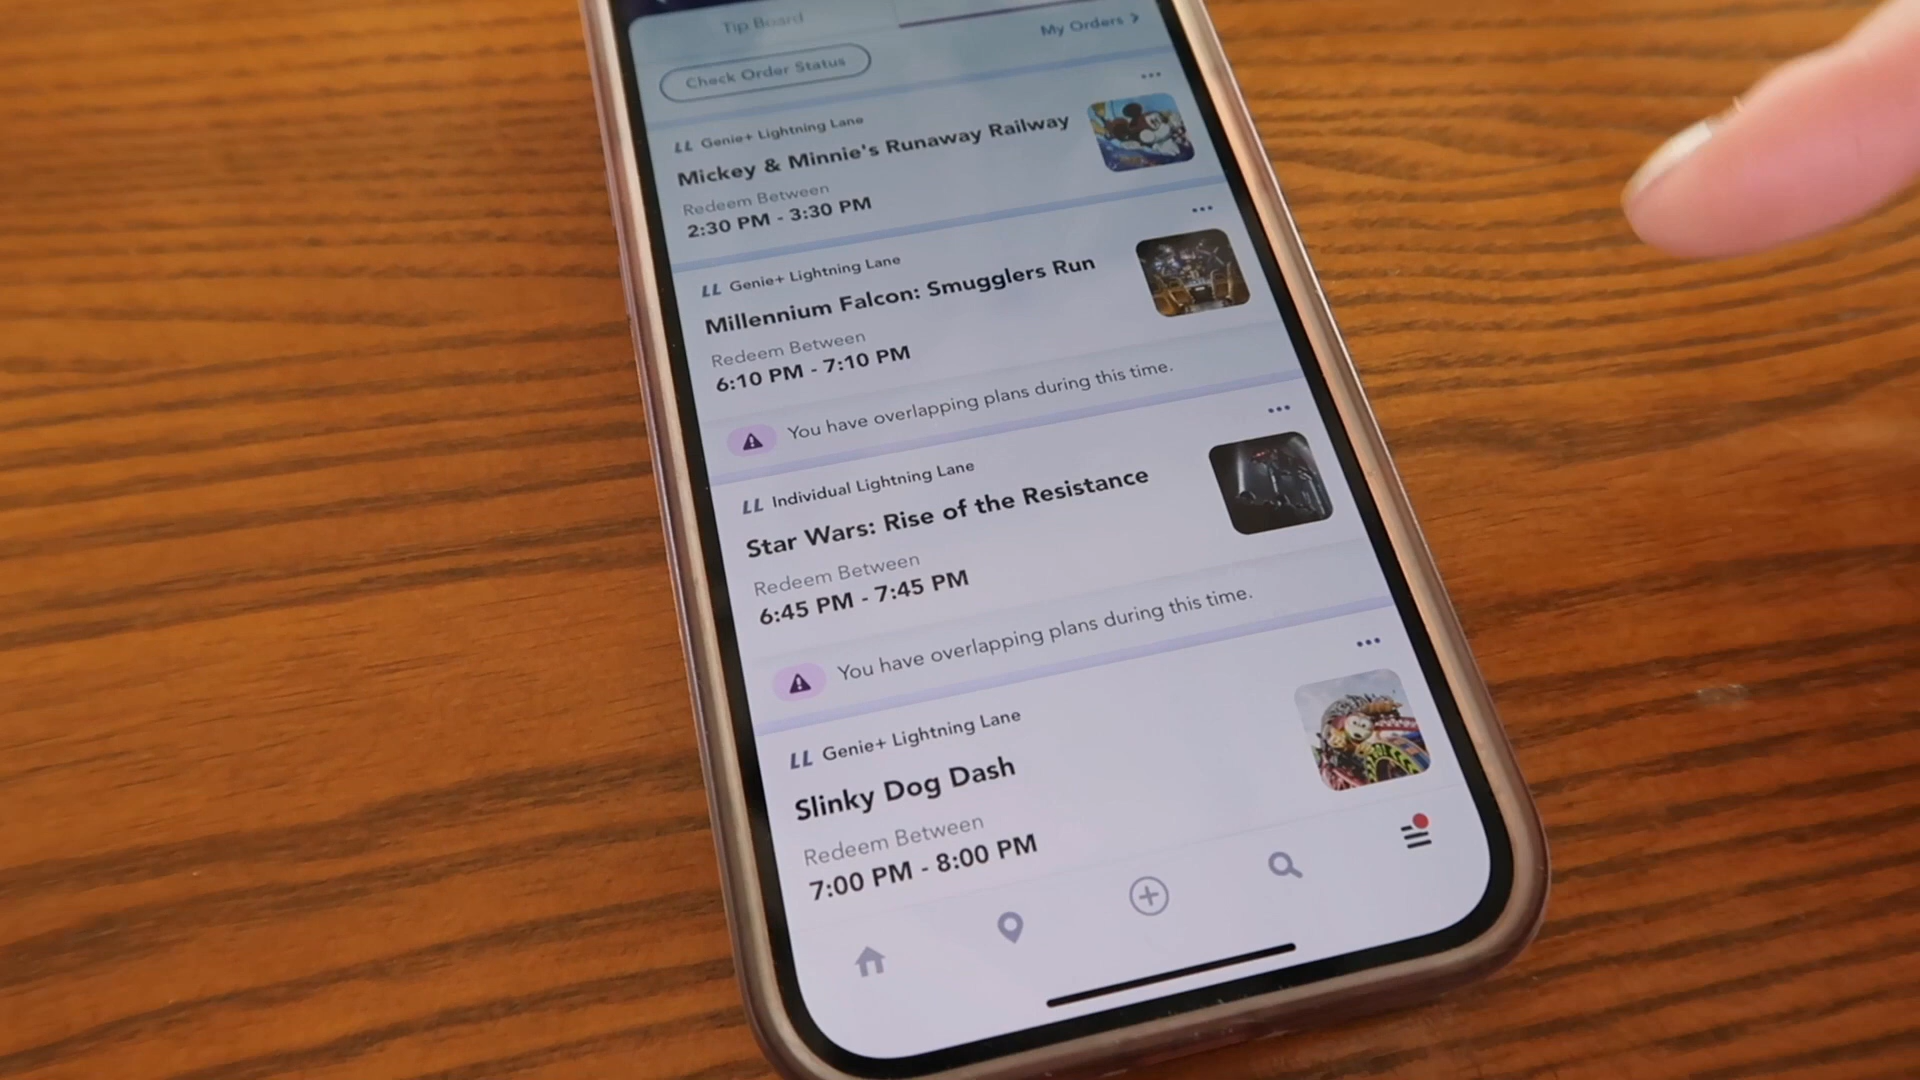 Tip Board
My Orders >
Check Order Status
LL Genie+ Lightning Lane
Mickey & Minnie's Runaway Railway
Redeem Between
2:30 PM - 3:30 PM
LL Genie+ Lightning Lane
Millennium Falcon: Smugglers Run
Redeem Between
6:10 PM - 7:10 PM
You have overlapping plans during this time.
LL Individual Lightning Lane
Star Wars: Rise of the Resistance
Redeem Between
6:45 PM - 7:45 PM
You have overlapping plans during this time.
LL Genie+ Lightning Lane
Slinky Dog Dash
Redeem Between
7:00 PM - 8:00 PM